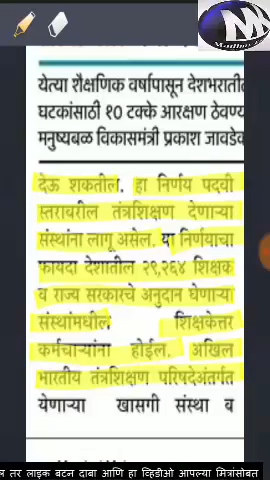 येत्या शैक्षणिक वर्षापासून देशभराती
घटकांसाठी १० टक्के आरक्षण ठेवण्य
मनुष्यबळ विकासमंत्री प्रकाश जावडेक
देऊ शकतील. हा निर्णय पदवी
स्तरावरील तंत्रशिक्षण देणाऱ्या
संस्थांना लागू असेल. या निर्णयाचा
फायदा देशातील २९,२६४ शिक्षक
व राज्य सरकारचे अनुदान घेणाऱ्या
संस्थांमधील शिक्षकेत्तर
कर्मचाऱ्यांना होईल. अखिल
भारतीय तंत्रशिक्षण परिषदेअंतर्गत
येणाऱ्या खासगी संस्था व
ल तर लाइक बटन दाबा आणि हा व्हिडीओ आपल्या मित्रांसोबत